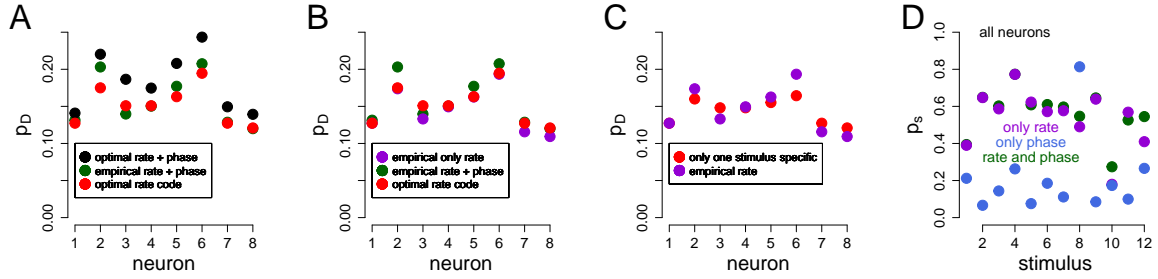 A
p_D
0.20
0.10
0.00
optimal rate + phase
empirical rate + phase
optimal rate code
1 2 3 4 5 6 7 8
neuron
B
p_D
0.20
0.10
0.00
empirical only rate
empirical rate + phase
optimal rate code
1 2 3 4 5 6 7 8
neuron
C
p_D
0.20
0.10
0.00
only one stimulus specific
empirical rate
1 2 3 4 5 6 7 8
neuron
D
p_s
1.0
0.8
0.6
0.4
0.2
0.0
all neurons
only rate
only phase
rate and phase
2 4 6 8 10 12
stimulus